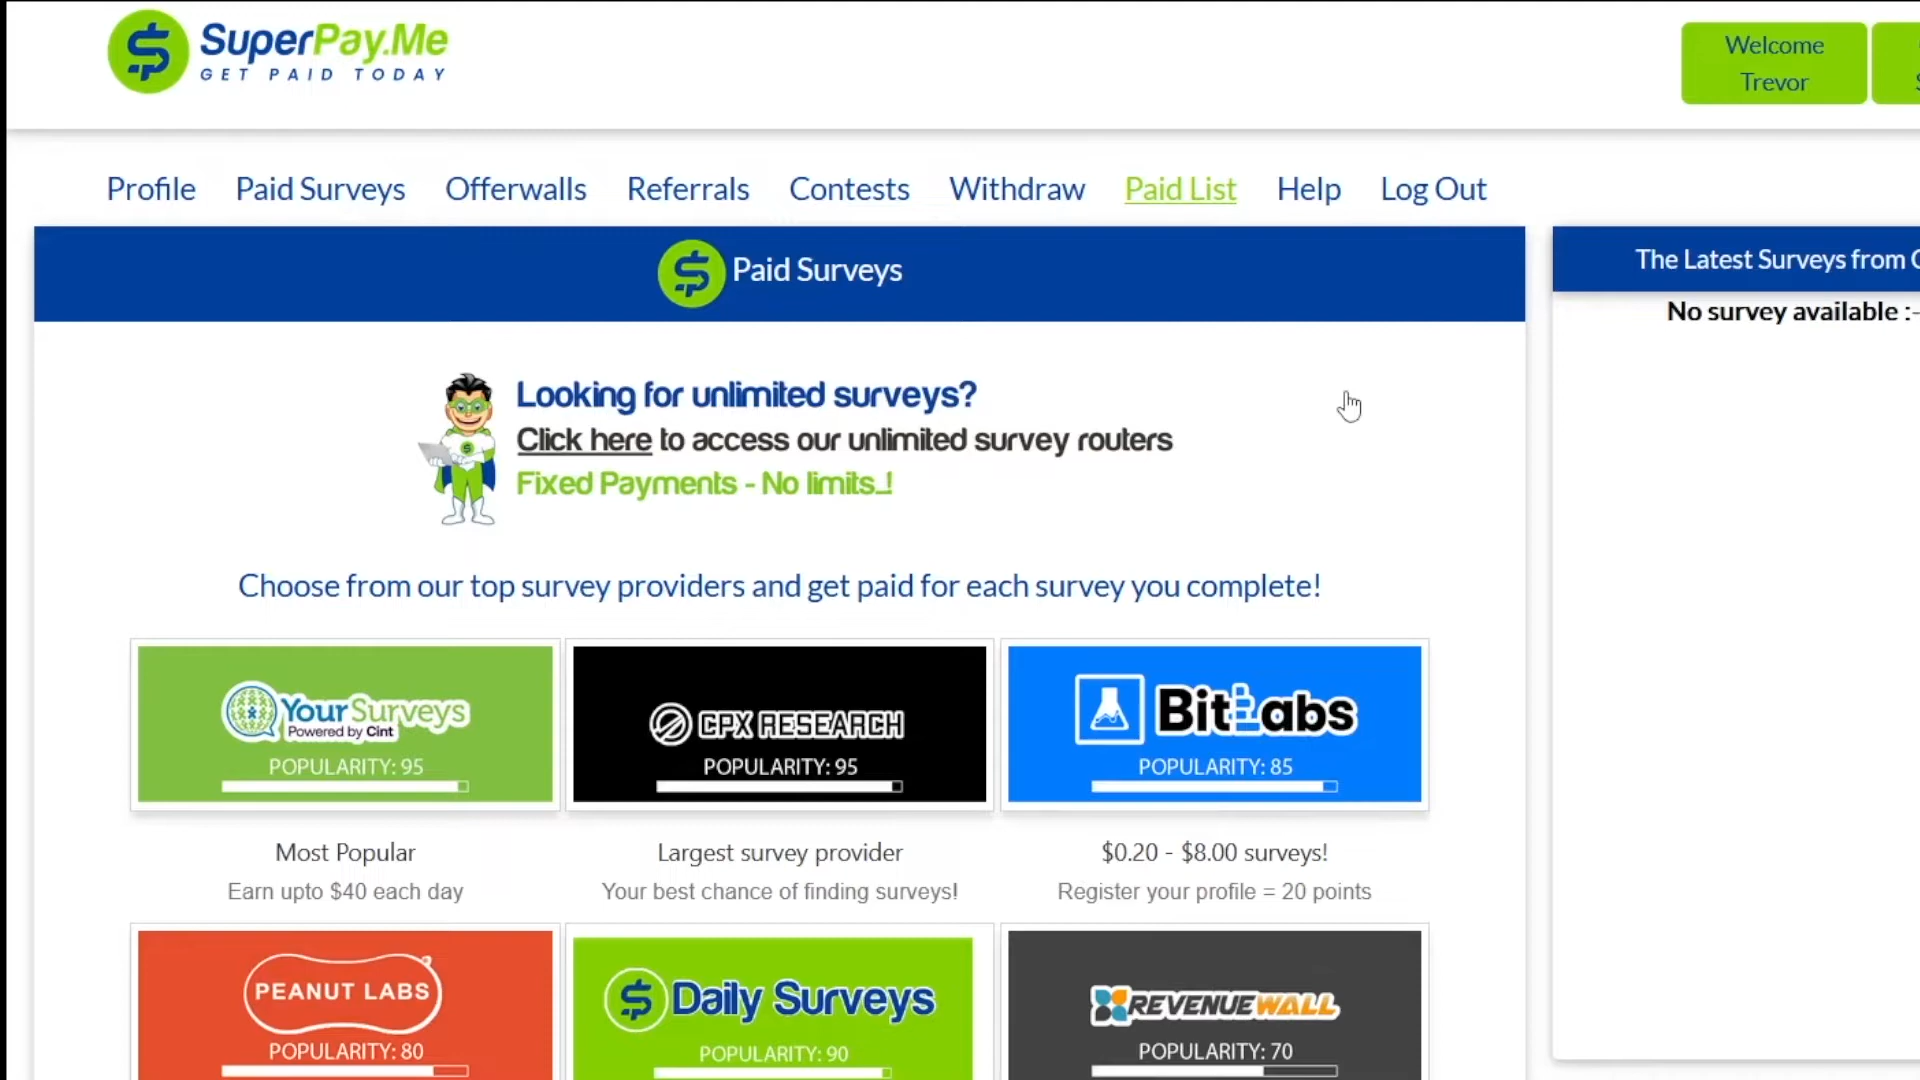 SuperPay.Me
GET PAID TODAY
Welcome
Trevor
Profile Paid Surveys Offerwalls Referrals Contests Withdraw Paid List Help Log Out
Paid Surveys
The Latest Surveys from
No survey available :-
Looking for unlimited surveys?
Click here to access our unlimited survey routers
Fixed Payments - No limits..!
Choose from our top survey providers and get paid for each survey you complete!
YourSurveys
Powered by Cint
POPULARITY: 95
CPX RESEARCH
POPULARITY: 95
BitLabs
POPULARITY: 85
Most Popular
Earn upto $40 each day
Largest survey provider
Your best chance of finding surveys!
$0.20 - $8.00 surveys!
Register your profile = 20 points
PEANUT LABS
POPULARITY: 80
Daily Surveys
POPULARITY: 90
REVENUEWALL
POPULARITY: 70